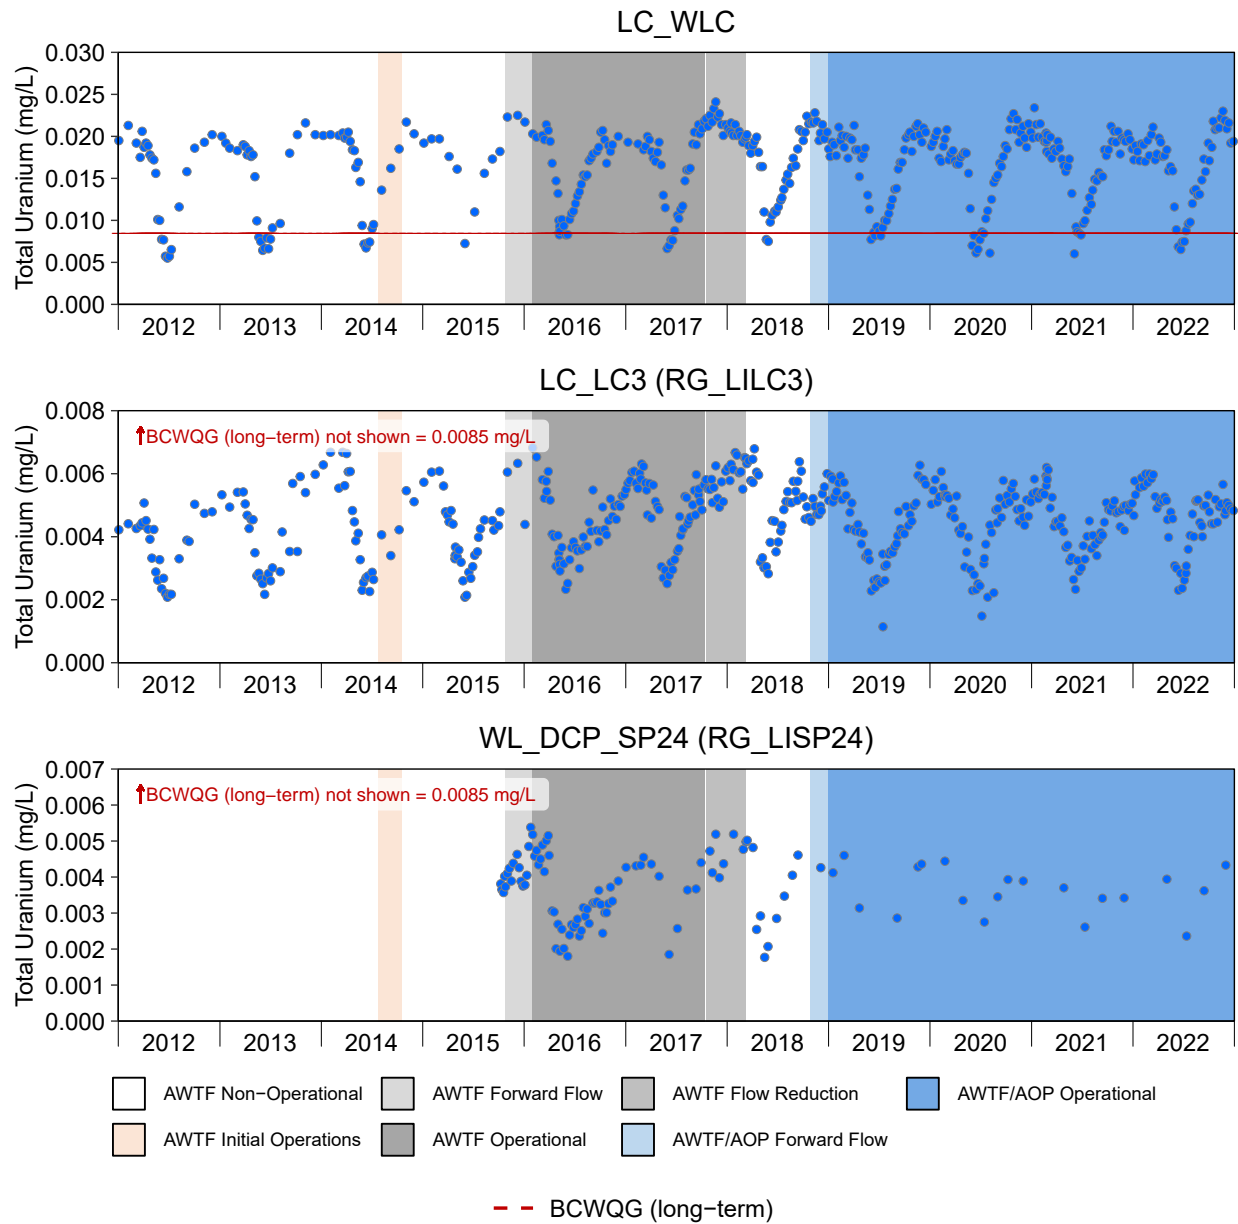 LC_WLC
Total Uranium (mg/L)
0.030
0.025
0.020
0.015
0.010
0.005
0.000
2012 2013 2014 2015 2016 2017 2018 2019 2020 2021 2022
LC_LC3 (RG_LILC3)
Total Uranium (mg/L)
0.008
BCWQG (long−term) not shown = 0.0085 mg/L
0.006
0.004
0.002
0.000
2012 2013 2014 2015 2016 2017 2018 2019 2020 2021 2022
WL_DCP_SP24 (RG_LISP24)
Total Uranium (mg/L)
0.007
BCWQG (long−term) not shown = 0.0085 mg/L
0.006
0.005
0.004
0.003
0.002
0.001
0.000
2012 2013 2014 2015 2016 2017 2018 2019 2020 2021 2022
AWTF Non−Operational AWTF Forward Flow AWTF Flow Reduction AWTF/AOP Operational
AWTF Initial Operations AWTF Operational AWTF/AOP Forward Flow
BCWQG (long−term)